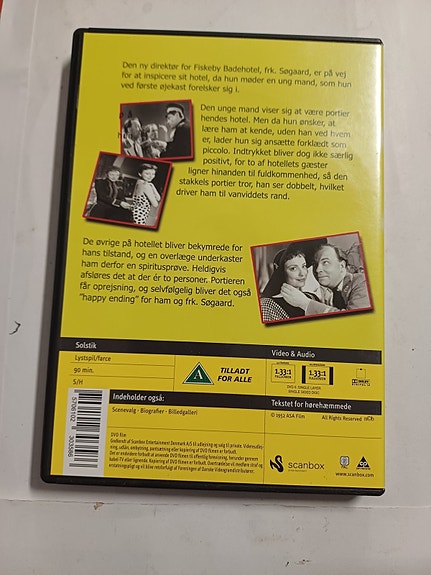 Den ny direktør for Fiskeby Badehotel, frk. Søgaard, er på vej
for at inspicere sit hotel, da hun møder en ung mand, som hun
ved første øjekast forelsker sig i.
Den unge mand viser sig at være portier
hendes hotel. Men da hun ønsker, at
lære ham at kende, uden han ved hvem
er, lader hun sig ansætte forklædt som
piccolo. Indtrykket bliver dog ikke særlig
positivt, for to af hotellets gæster
ligner hinanden til fuldkommenhed, så den
stakkels portier tror, han ser dobbelt, hvilket
driver ham til vanviddets rand.
De øvrige på hotellet bliver bekymrede for
hans tilstand, og en overlæge underkaster
ham derfor en spiritusprøve. Heldigvis
afsløres det at der ér to personer. Portieren
får oprejsning, og selvfølgelig bliver det også
"happy ending" for ham og frk. Søgaard.
Solstik
Lystspil/farce
90 min.
S/H
A
TILLADT
FOR ALLE
Video & Audio
1.33:1
1.33:1
DVD-5 SINGLE LAYER
Indeholder også:
Scenevalg - Biografier - Billedgalleri
Tekstet for hørehæmmede
© 1953 ASA Film
All Rights Reserved
DVD Film
scanbox
www.scanbox.com